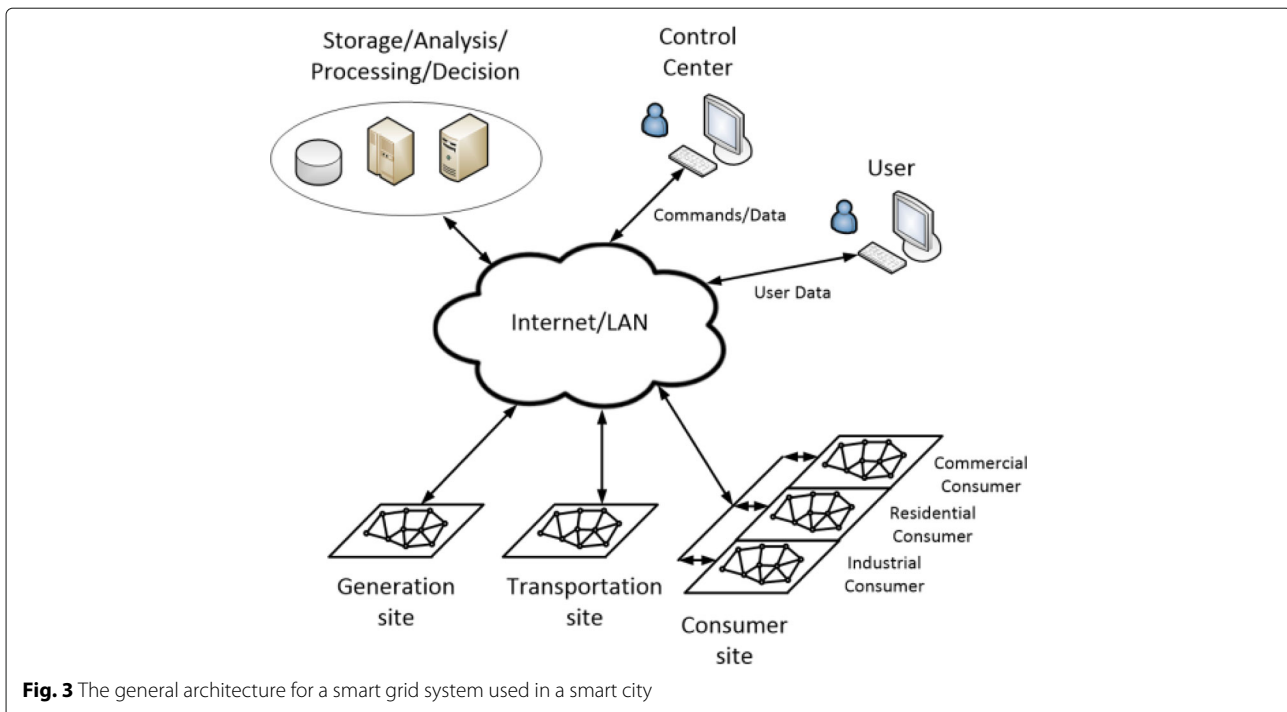 Storage/Analysis/
Processing/Decision
Control
Center
User
Commands/Data
User Data
Internet/LAN
Commercial
Consumer
Residential
Consumer
Industrial
Consumer
Generation
site
Transportation
site
Consumer
site
Fig. 3 The general architecture for a smart grid system used in a smart city